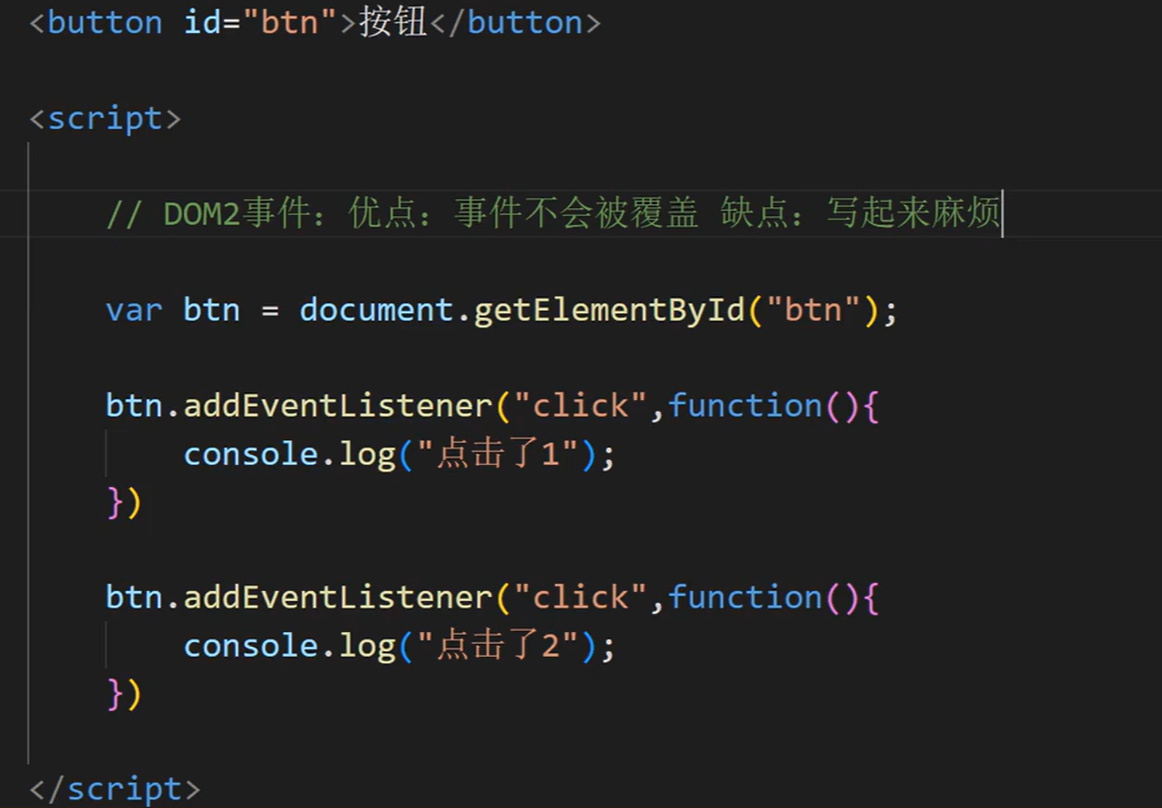 <button id="btn">按钮</button>
<script>
// DOM2事件：优点：事件不会被覆盖 缺点：写起来麻烦
var btn = document.getElementById("btn");
btn.addEventListener("click",function(){
console.log("点击了1");
})
btn.addEventListener("click",function(){
console.log("点击了2");
})
</script>